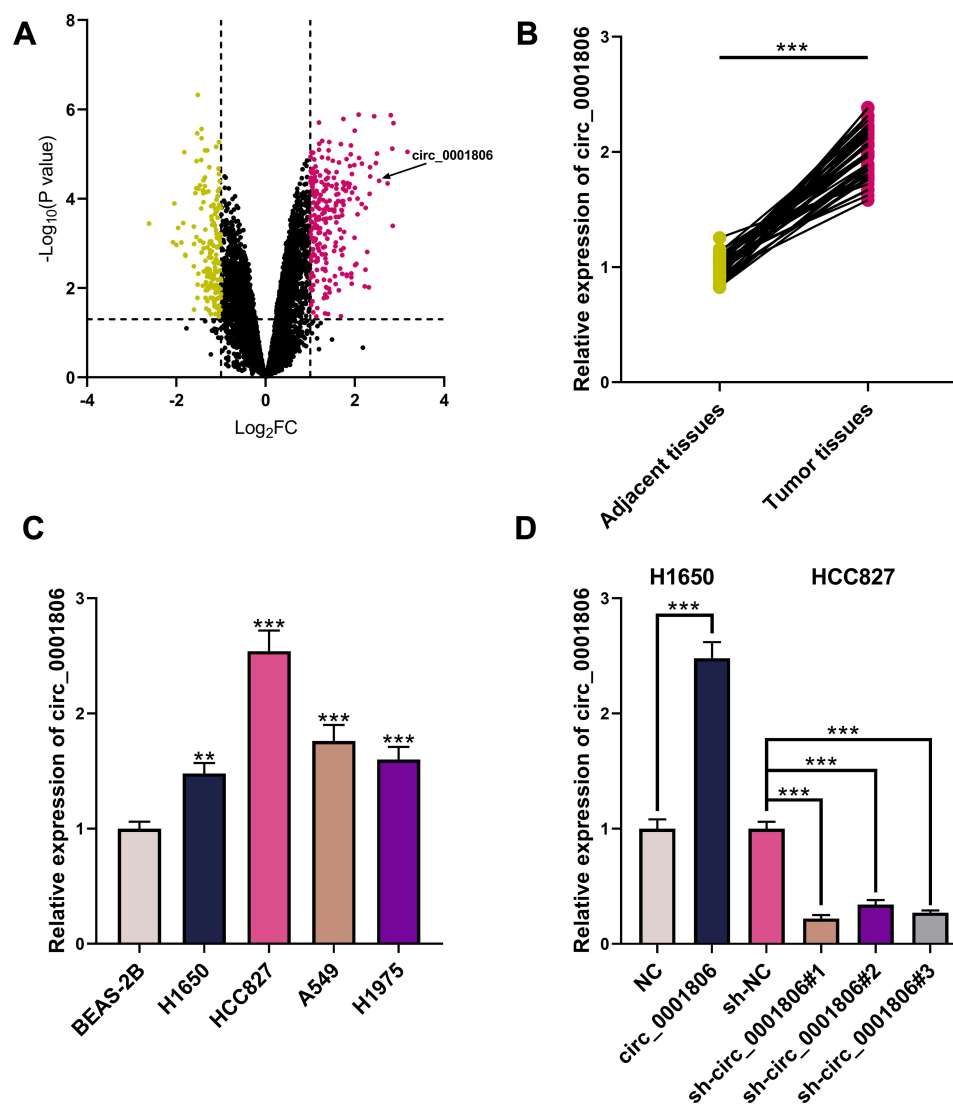 A
-Log10(P value)
8
6
4
2
0
-4
-2
0
2
4
Log2FC
circ_0001806
B
Relative expression of circ_0001806
3
2
1
0
***
Adjacent tissues
Tumor tissues
C
Relative expression of circ_0001806
3
2
1
0
**
***
***
***
BEAS-2B
H1650
HCC827
A549
H1975
D
H1650
HCC827
Relative expression of circ_0001806
3
2
1
0
***
***
***
***
NC
circ_0001806
sh-NC
sh-circ_0001806#1
sh-circ_0001806#2
sh-circ_0001806#3